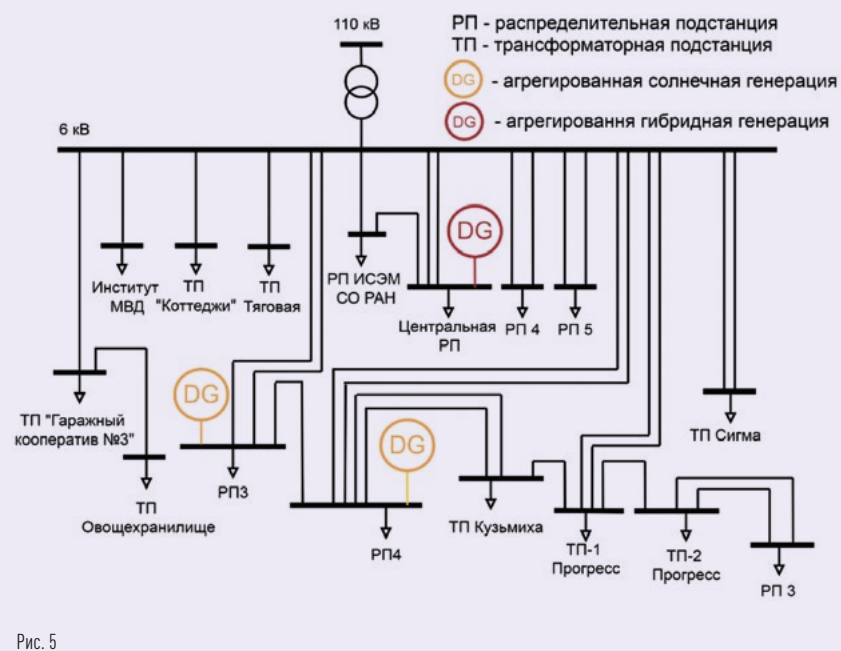 110 кВ
РП - распределительная подстанция
ТП - трансформаторная подстанция
DG - агрегированная солнечная генерация
DG - агрегировання гибридная генерация
6 кВ
Институт
МВД
ТП
"Коттеджи"
ТП
Тяговая
РП ИСЭМ
СО РАН
DG
Центральная
РП
РП 4
РП 5
ТП "Гаражный
кооператив №3"
ТП
Овощехранилище
DG
РП3
DG
РП4
ТП Кузьмиха
ТП-1
Прогресс
ТП-2
Прогресс
РП 3
ТП Сигма
Рис. 5